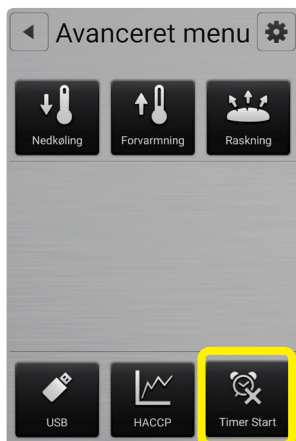 Avanceret menu
Nedkøling
Forvarmning
Raskning
USB
HACCP
Timer Start